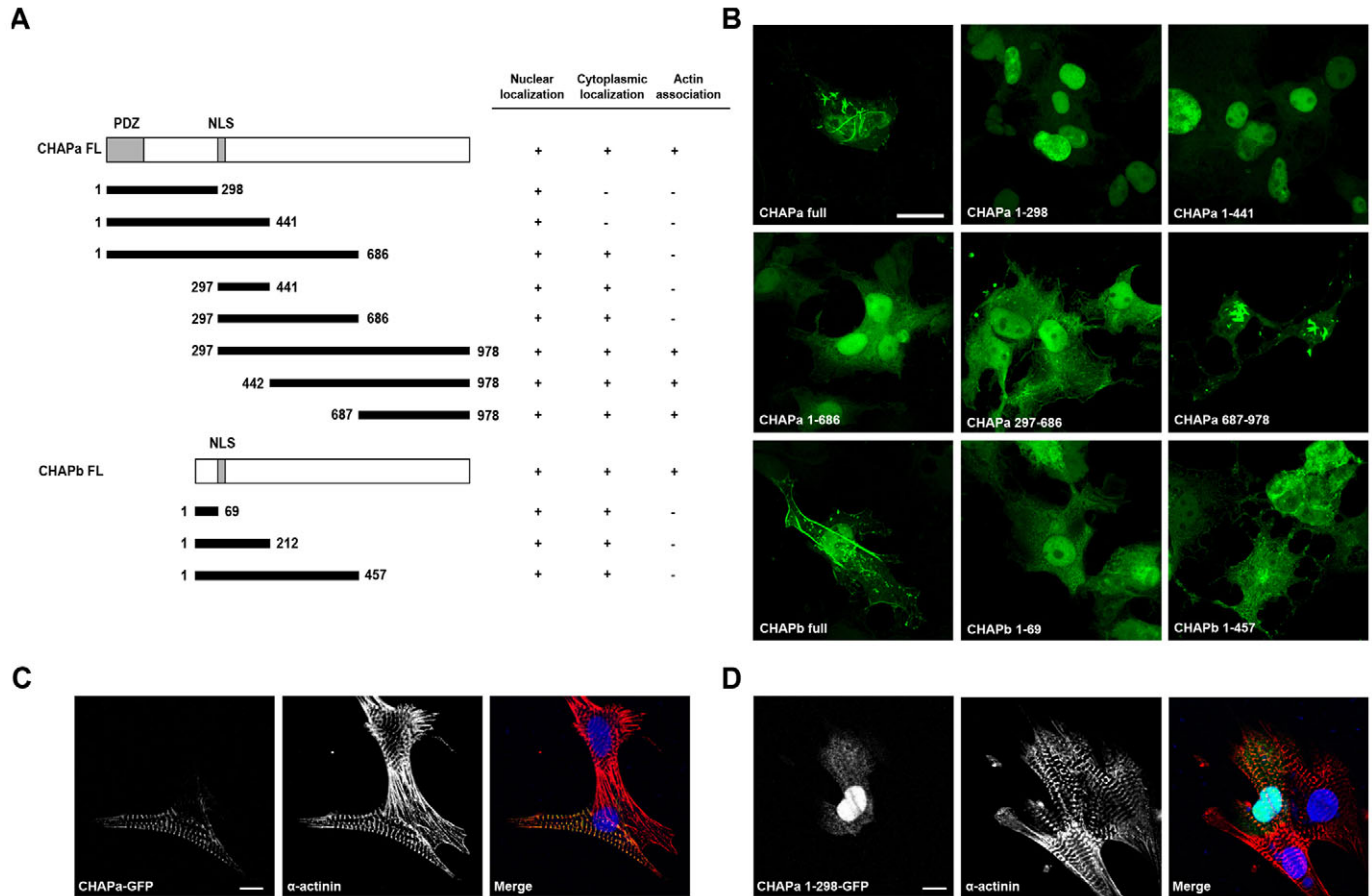 A
Nuclear localization Cytoplasmic localization Actin association
PDZ NLS
CHAPa FL + + +
1 298 + - -
1 441 + - -
1 686 + + -
297 441 + + -
297 686 + + -
297 978 + + +
442 978 + + +
687 978 + + +
NLS
CHAPb FL + + +
1 69 + + -
1 212 + + -
1 457 + + -
B
CHAPa full
CHAPa 1-298
CHAPa 1-441
CHAPa 1-686
CHAPa 297-686
CHAPa 687-978
CHAPb full
CHAPb 1-69
CHAPb 1-457
C
CHAPa-GFP
α-actinin
Merge
D
CHAPa 1-298-GFP
α-actinin
Merge